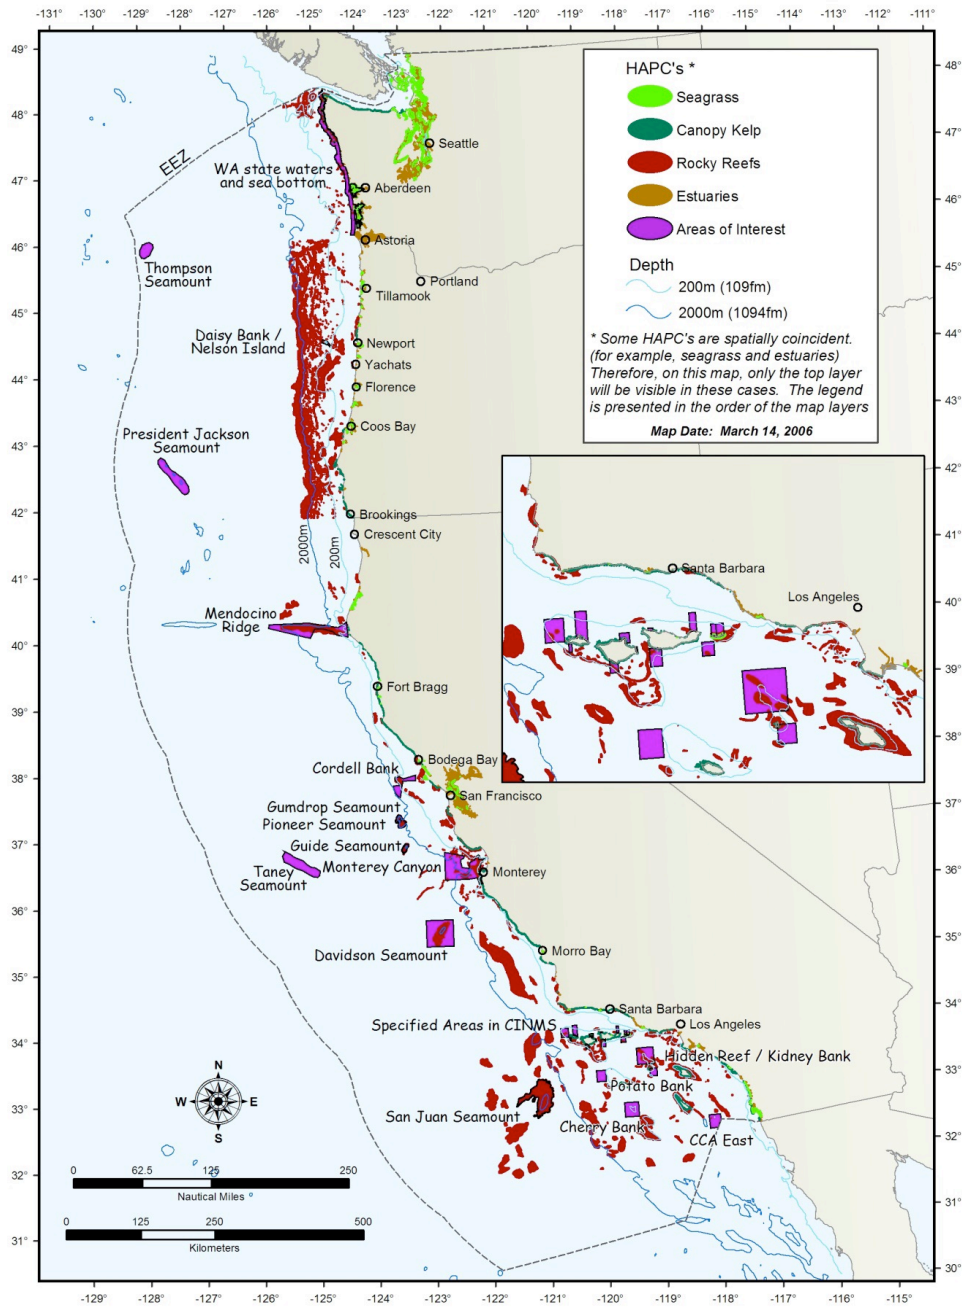 -131° -130° -129° -128° -127° -126° -125° -124° -123° -122° -121° -120° -119° -118° -117° -116° -115° -114° -113° -112° -111°
49°
48°
47°
46°
45°
44°
43°
42°
41°
40°
39°
38°
37°
36°
35°
34°
33°
32°
31°
48°
47°
46°
45°
44°
43°
42°
41°
40°
39°
38°
37°
36°
35°
34°
33°
32°
31°
30°
HAPC's *
Seagrass
Canopy Kelp
Rocky Reefs
Estuaries
Areas of Interest
Depth
200m (109fm)
2000m (1094fm)
* Some HAPC's are spatially coincident.
(for example, seagrass and estuaries)
Therefore, on this map, only the top layer
will be visible in these cases. The legend
is presented in the order of the map layers
Map Date: March 14, 2006
EEZ
Seattle
WA state waters
and sea bottom
Aberdeen
Astoria
Thompson
Seamount
Portland
Tillamook
Daisy Bank /
Nelson Island
Newport
Yachats
Florence
Coos Bay
President Jackson
Seamount
Brookings
Crescent City
2000m
200m
Mendocino
Ridge
Fort Bragg
Bodega Bay
Cordell Bank
San Francisco
Gumdrop Seamount
Pioneer Seamount
Guide Seamount
Taney
Seamount
Monterey Canyon
Monterey
Davidson Seamount
Morro Bay
Santa Barbara
Los Angeles
Specified Areas in CINMS
Hidden Reef / Kidney Bank
Potato Bank
San Juan Seamount
Cherry Bank
CCA East
Santa Barbara
Los Angeles
N
W E
S
0 62.5 125 250
Nautical Miles
0 125 250 500
Kilometers
-129° -128° -127° -126° -125° -124° -123° -122° -121° -120° -119° -118° -117° -116° -115°